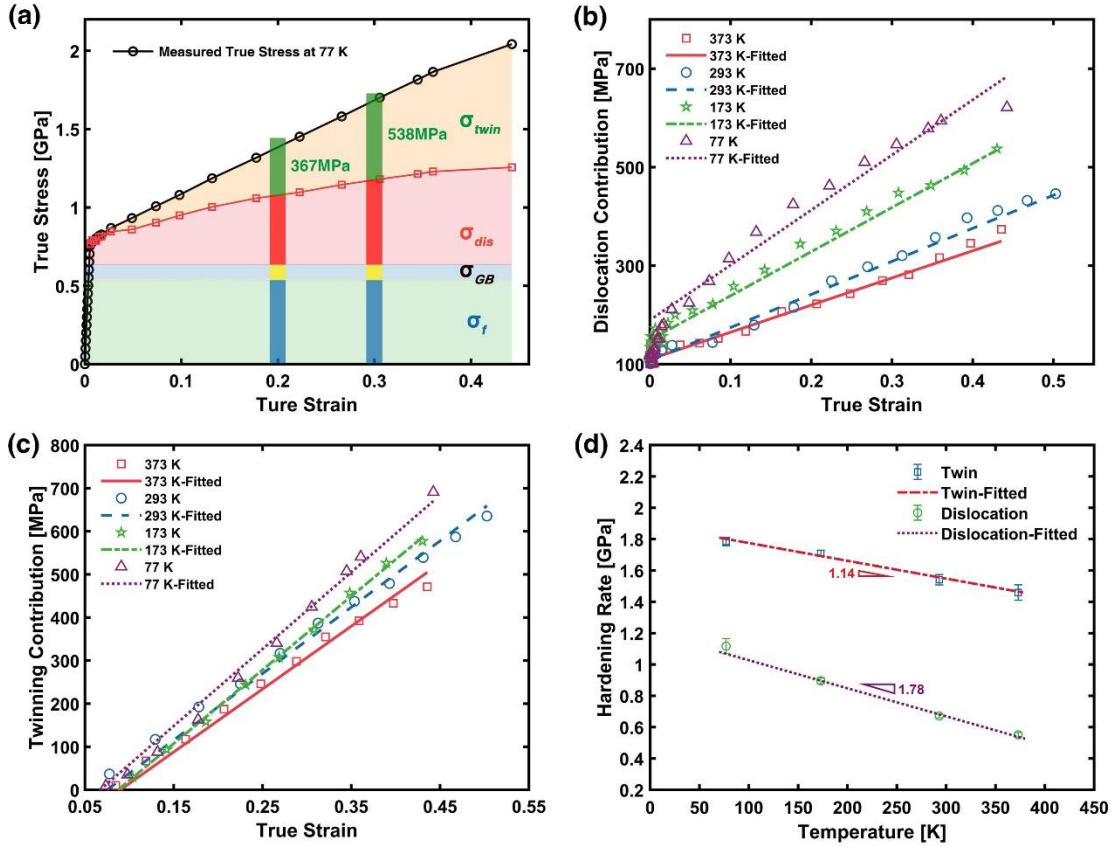 (a)
True Stress [GPa]
2
1.5
1
0.5
0
Measured True Stress at 77 K
σtwin
538MPa
367MPa
σdis
σGB
σf
0
0.1
0.2
0.3
0.4
Ture Strain
(b)
Dislocation Contribution [MPa]
700
500
300
100
373 K
373 K-Fitted
293 K
293 K-Fitted
173 K
173 K-Fitted
77 K
77 K-Fitted
0
0.1
0.2
0.3
0.4
0.5
True Strain
(c)
Twinning Contribution [MPa]
800
700
600
500
400
300
200
100
0
373 K
373 K-Fitted
293 K
293 K-Fitted
173 K
173 K-Fitted
77 K
77 K-Fitted
0.05
0.15
0.25
0.35
0.45
0.55
True Strain
(d)
Hardening Rate [GPa]
2.4
2.2
2
1.8
1.6
1.4
1.2
1
0.8
0.6
0.4
0.2
Twin
Twin-Fitted
Dislocation
Dislocation-Fitted
1.14
1.78
0
50
100
150
200
250
300
350
400
450
Temperature [K]